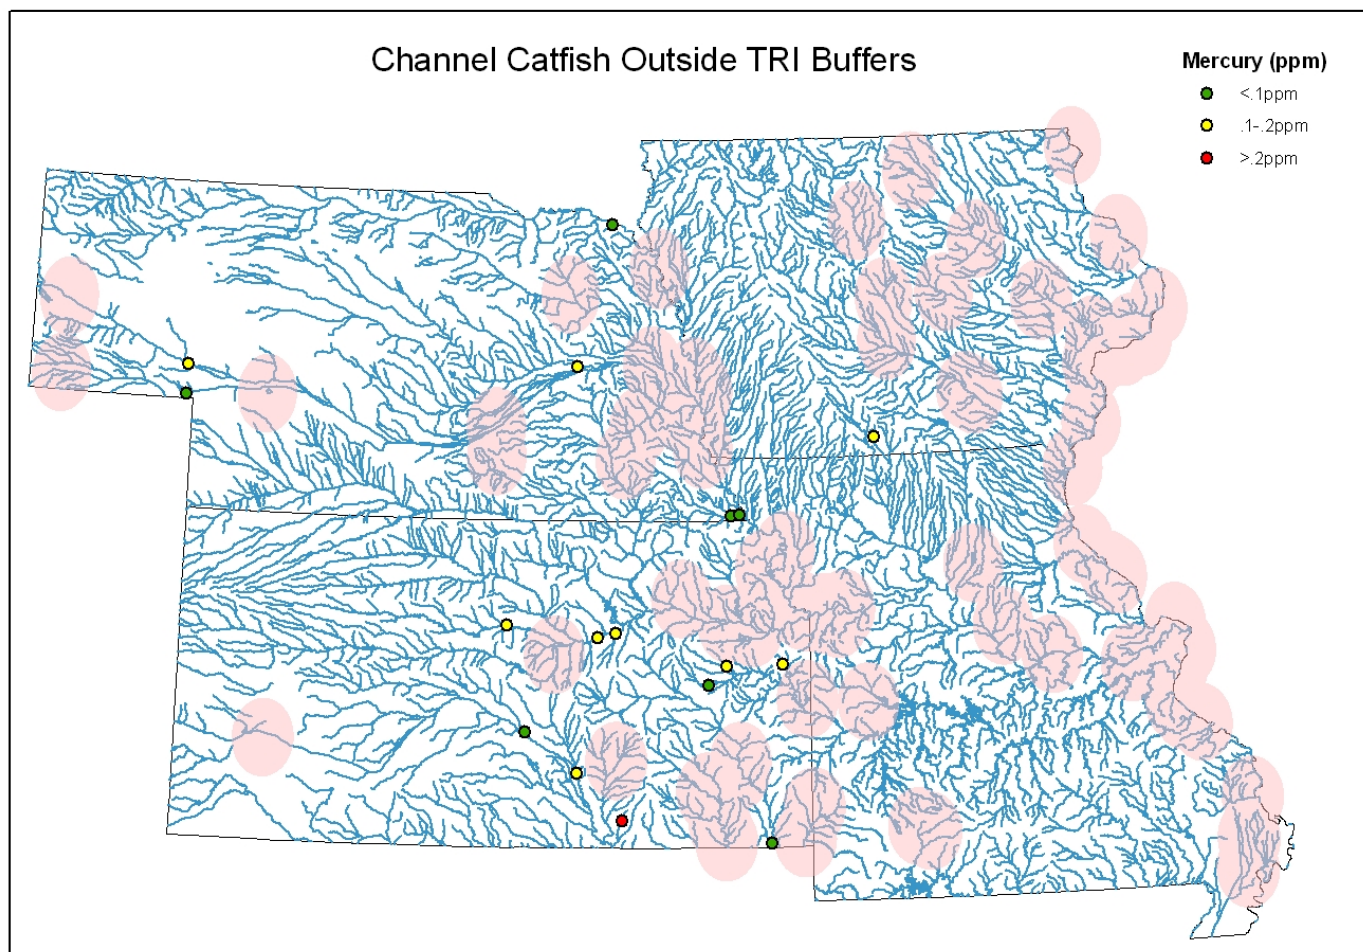 Channel Catfish Outside TRI Buffers
Mercury (ppm)
<.1ppm
.1-.2ppm
>.2ppm